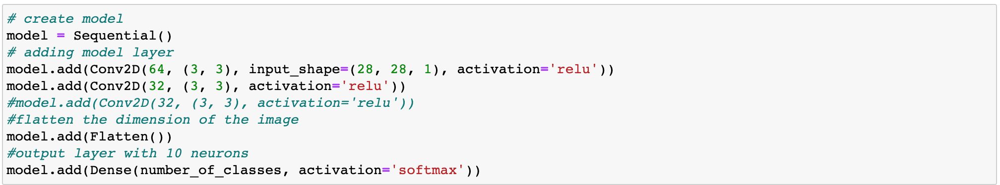 # create model
model = Sequential()
# adding model layer
model.add(Conv2D(64, (3, 3), input_shape=(28, 28, 1), activation='relu'))
model.add(Conv2D(32, (3, 3), activation='relu'))
#model.add(Conv2D(32, (3, 3), activation='relu'))
#flatten the dimension of the image
model.add(Flatten())
#output layer with 10 neurons
model.add(Dense(number_of_classes, activation='softmax'))